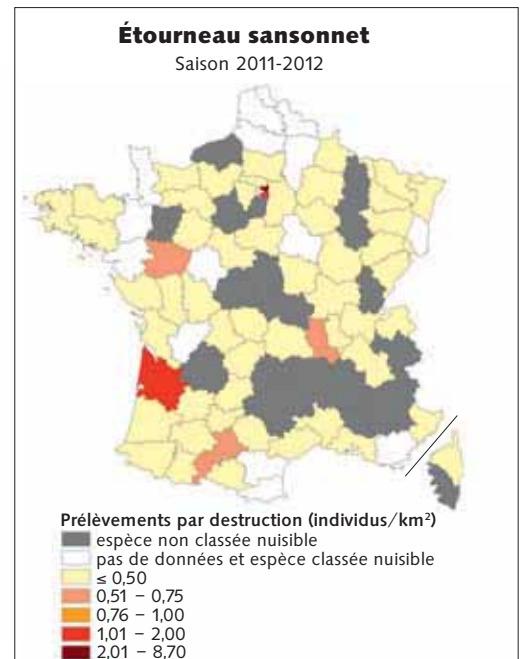 Étourneau sansonnet
Saison 2011-2012
Prélèvements par destruction (individus/km²)
espèce non classée nuisible
pas de données et espèce classée nuisible
≤ 0,50
0,51 – 0,75
0,76 – 1,00
1,01 – 2,00
2,01 – 8,70